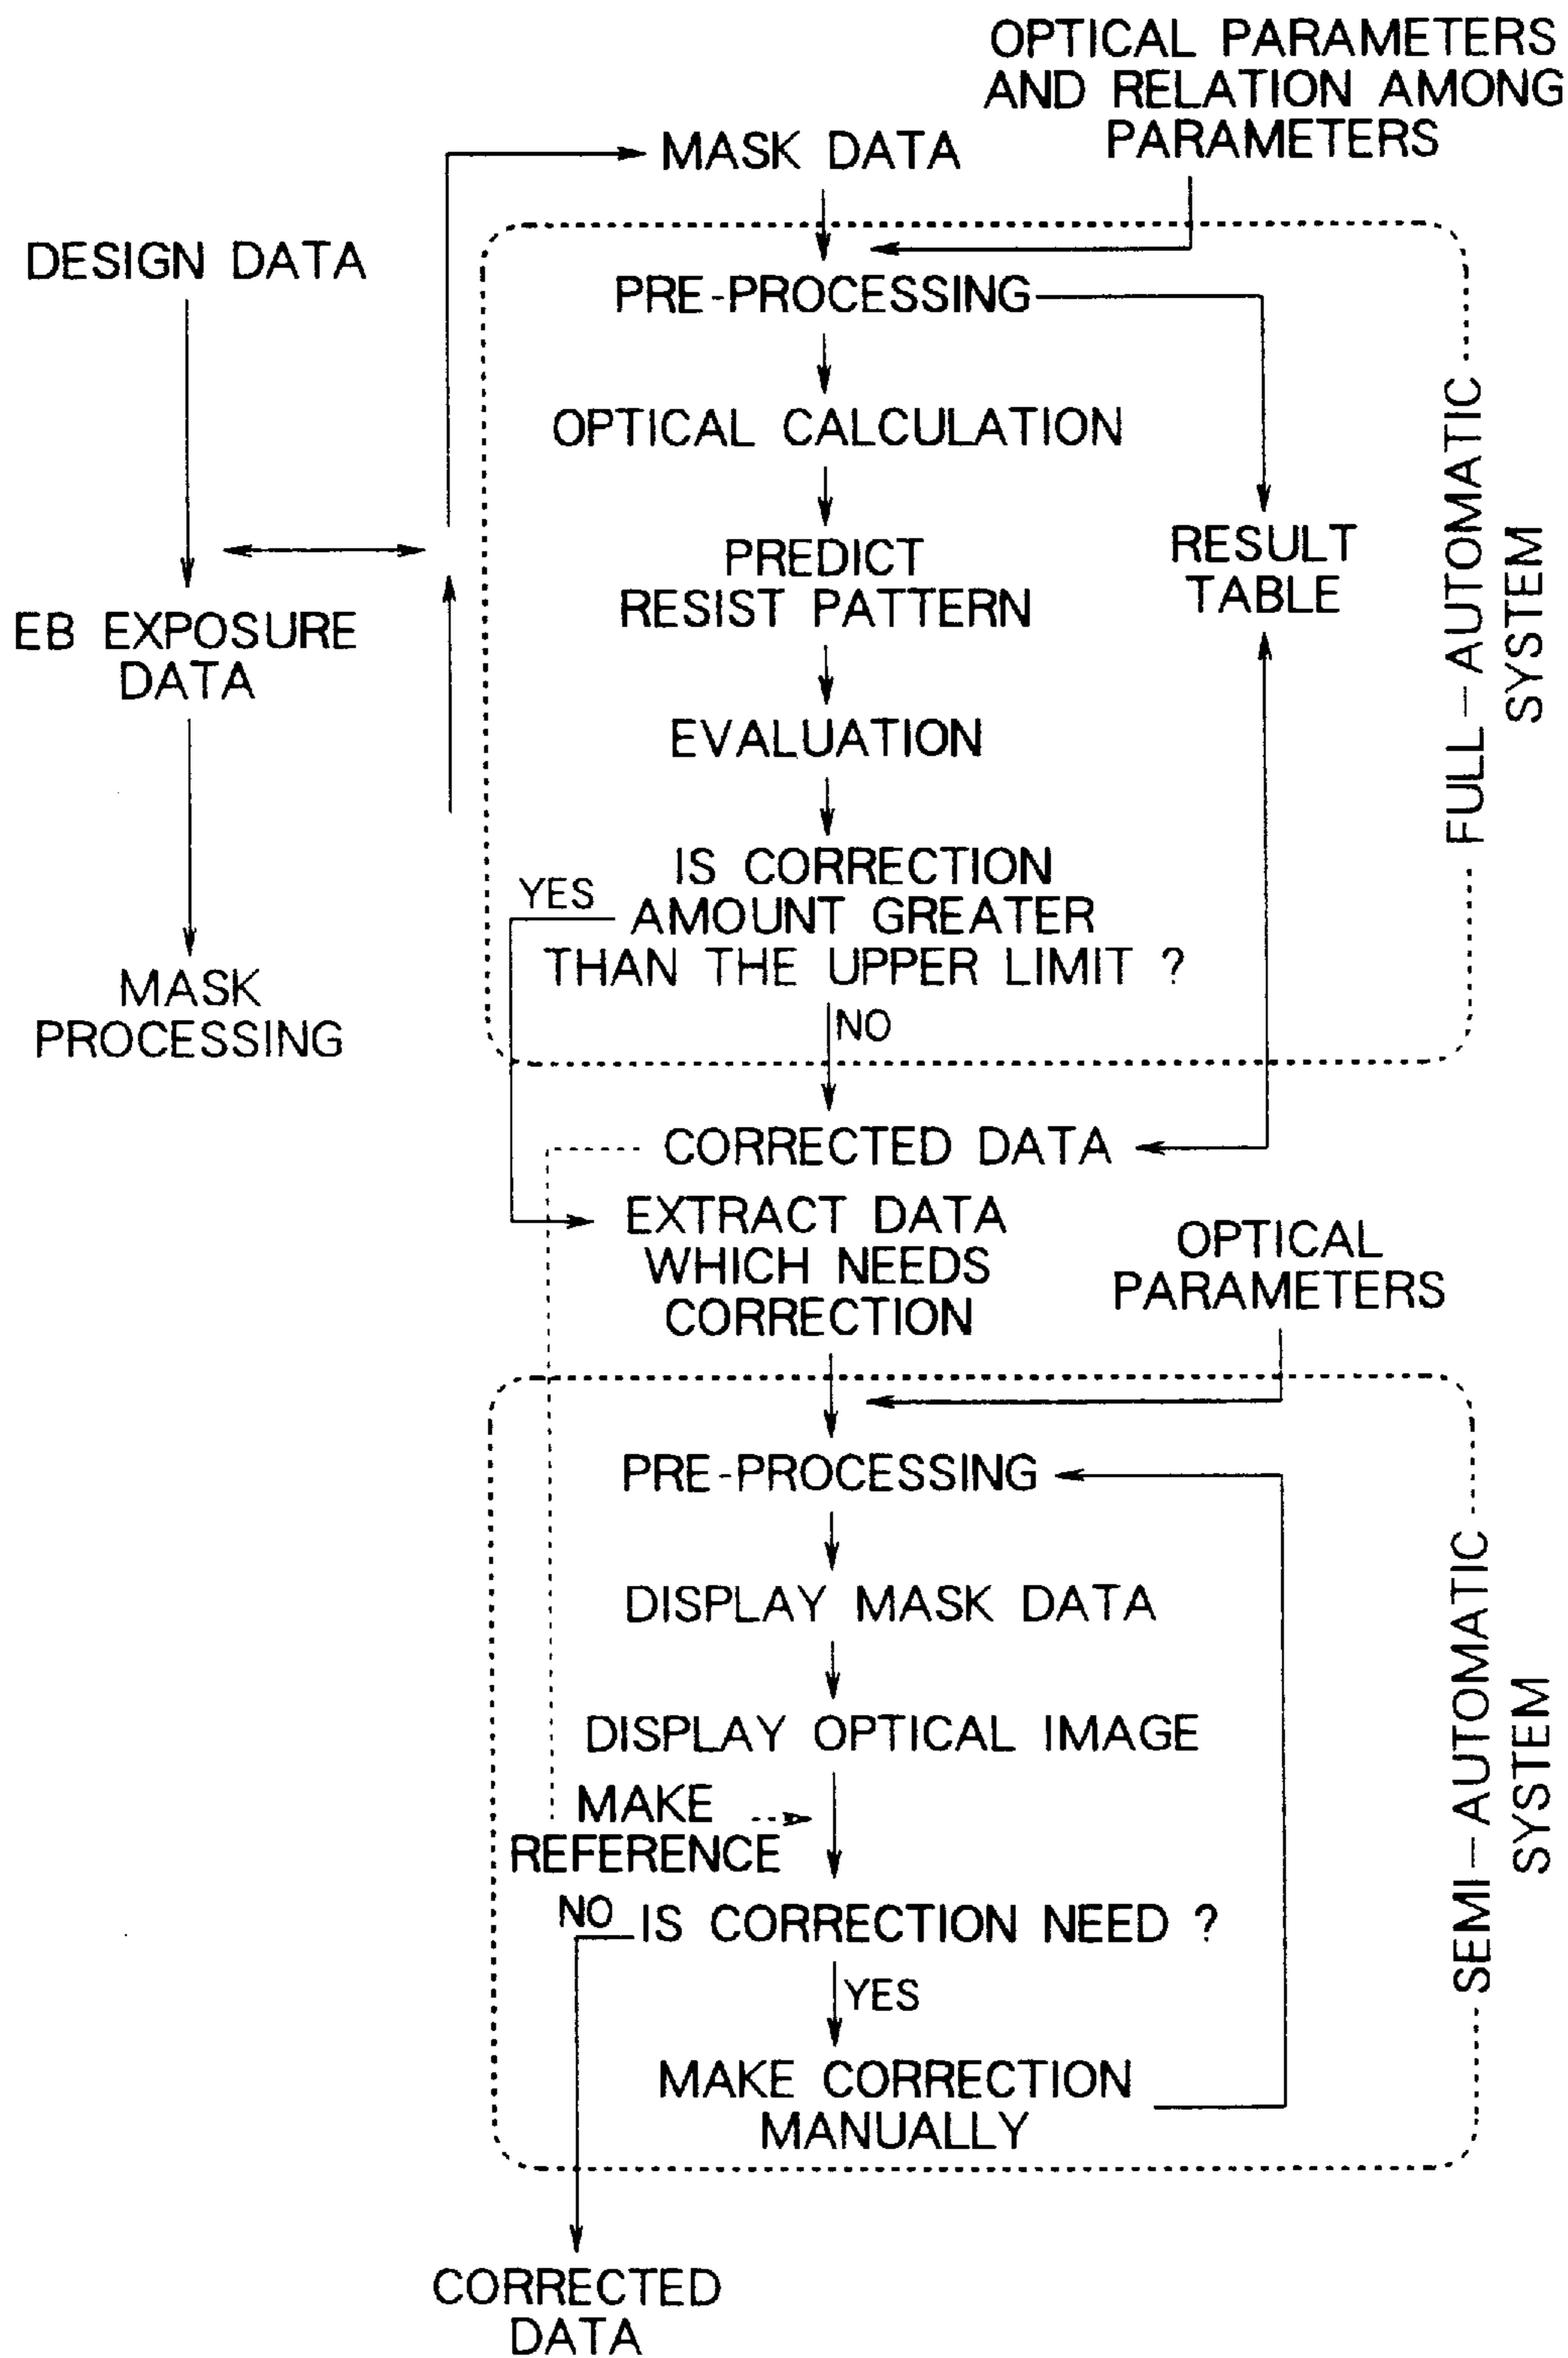 OPTICAL PARAMETERS
AND RELATION AMONG
PARAMETERS
MASK DATA
DESIGN DATA
PRE-PROCESSING
OPTICAL CALCULATION
PREDICT
RESIST PATTERN
RESULT
TABLE
EB EXPOSURE
DATA
EVALUATION
FULL-AUTOMATIC
SYSTEM
IS CORRECTION
YES
AMOUNT GREATER
THAN THE UPPER LIMIT ?
NO
MASK
PROCESSING
CORRECTED DATA
EXTRACT DATA
WHICH NEEDS
CORRECTION
OPTICAL
PARAMETERS
PRE-PROCESSING
DISPLAY MASK DATA
DISPLAY OPTICAL IMAGE
MAKE
REFERENCE
SEMI-AUTOMATIC
SYSTEM
NO
IS CORRECTION NEED ?
YES
MAKE CORRECTION
MANUALLY
CORRECTED
DATA